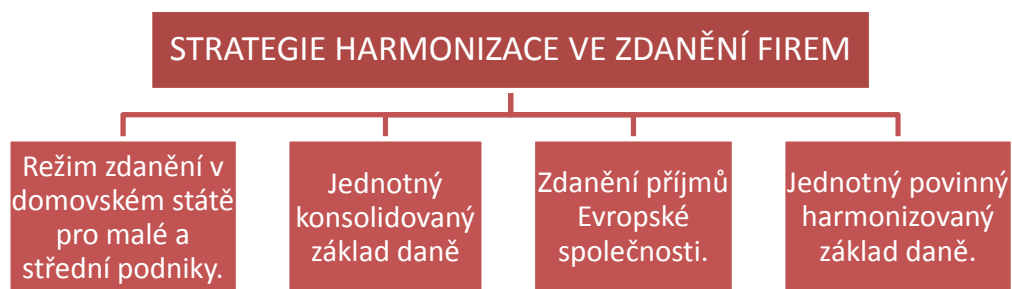 STRATEGIE HARMONIZACE VE ZDANĚNÍ FIREM
Režim zdanění v
domovském státě
pro malé a
střední podniky.
Jednotný
konsolidovaný
základ daně
Zdanění příjmů
Evropské
společnosti.
Jednotný povinný
harmonizovaný
základ daně.